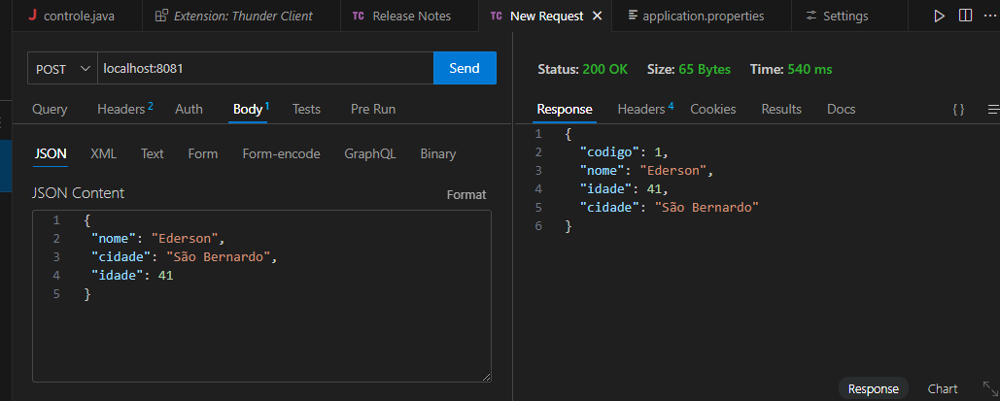 J controle.java Extension: Thunder Client TC Release Notes TC New Request application.properties Settings
POST localhost:8081 Send
Query Headers 2 Auth Body 1 Tests Pre Run
JSON XML Text Form Form-encode GraphQL Binary
JSON Content Format
1 {
2 "nome": "Ederson",
3 "cidade": "São Bernardo",
4 "idade": 41
5 }
Status: 200 OK Size: 65 Bytes Time: 540 ms
Response Headers 4 Cookies Results Docs { }
1 {
2 "codigo": 1,
3 "nome": "Ederson",
4 "idade": 41,
5 "cidade": "São Bernardo"
6 }
Response Chart